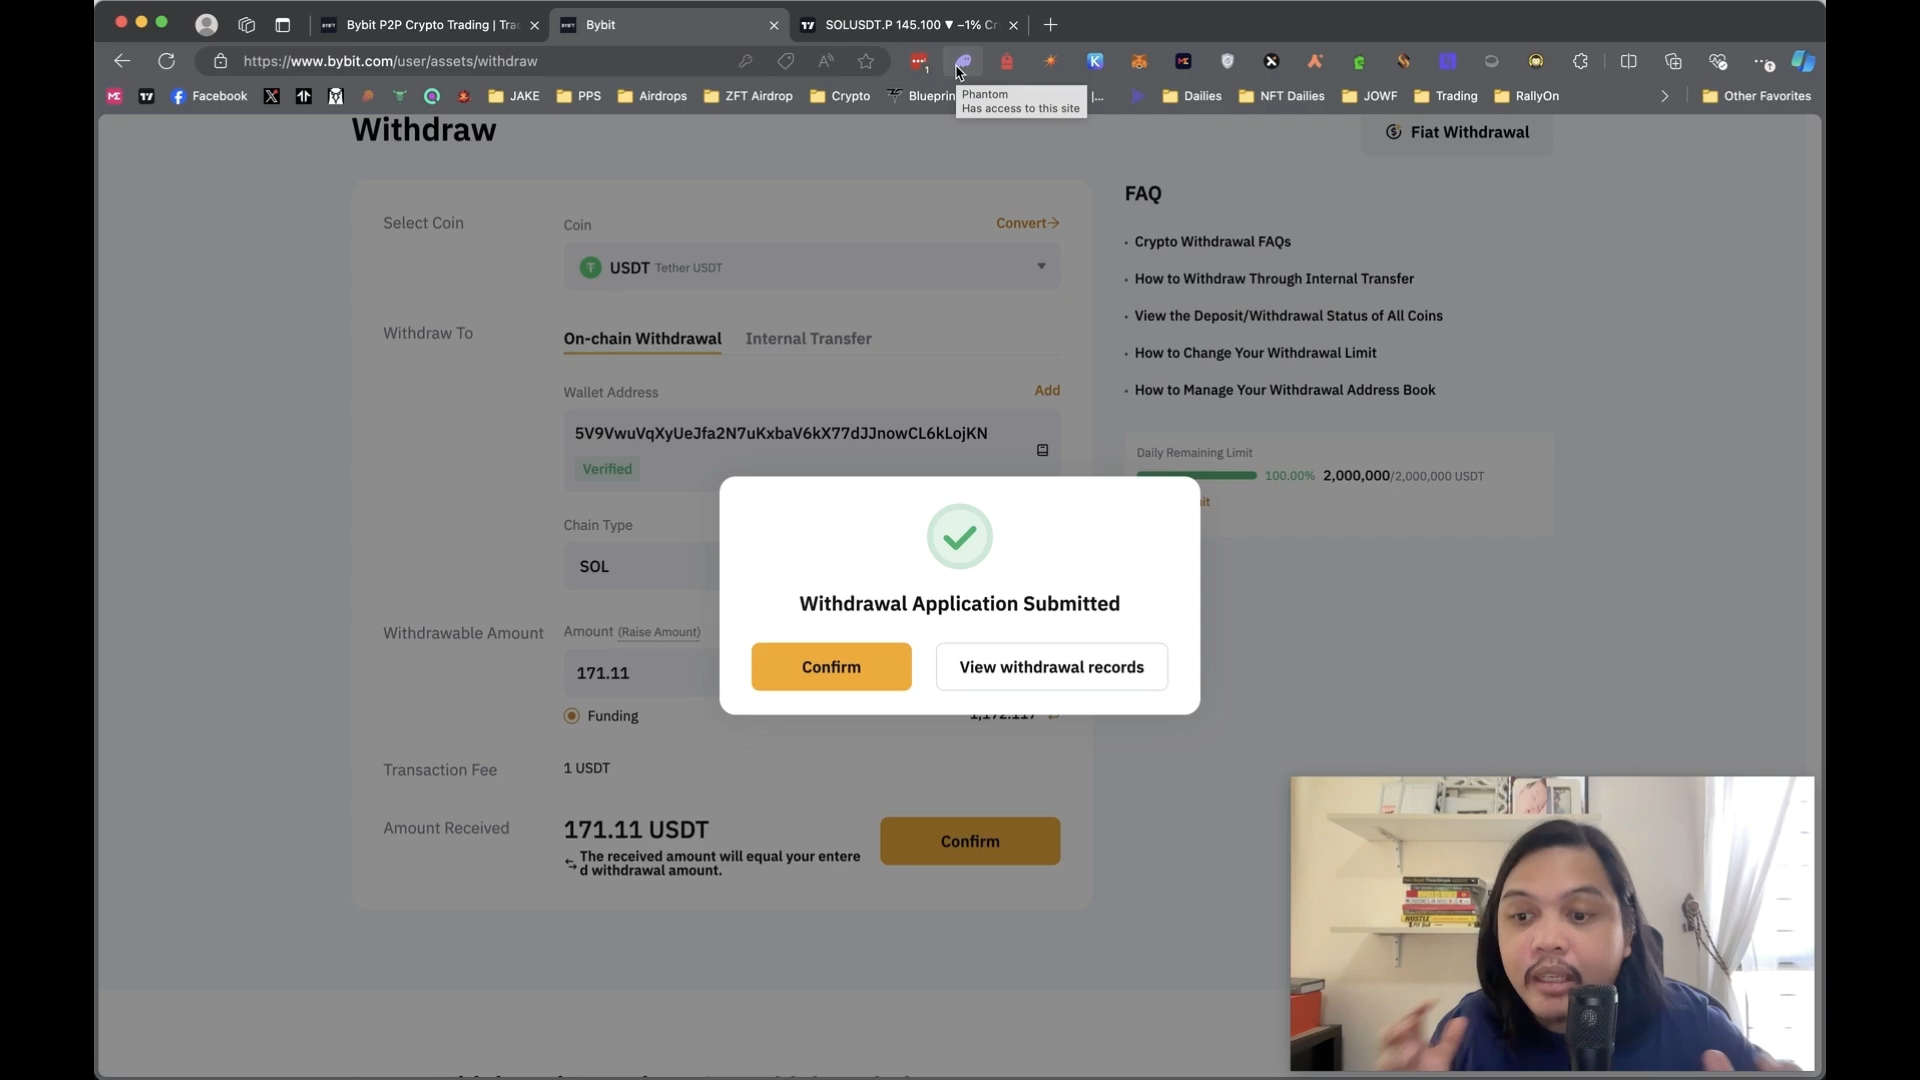 Bybit P2P Crypto Trading | Tra
Bybit
SOLUSDT.P 145.100 ▼ −1% Cr
https://www.bybit.com/user/assets/withdraw
Facebook
JAKE
PPS
Airdrops
ZFT Airdrop
Crypto
Blueprin
|...
Dailies
NFT Dailies
JOWF
Trading
RallyOn
Other Favorites
Phantom
Has access to this site
Withdraw
Fiat Withdrawal
Select Coin
Coin
Convert→
USDT Tether USDT
Withdraw To
On-chain Withdrawal
Internal Transfer
Wallet Address
Add
5V9VwuVqXyUeJfa2N7uKxbaV6kX77dJJnowCL6kLojKN
Verified
Chain Type
SOL
Withdrawable Amount
Amount (Raise Amount)
171.11
Funding
1,172.117
Transaction Fee
1 USDT
Amount Received
171.11 USDT
The received amount will equal your entere
d withdrawal amount.
Confirm
FAQ
• Crypto Withdrawal FAQs
• How to Withdraw Through Internal Transfer
• View the Deposit/Withdrawal Status of All Coins
• How to Change Your Withdrawal Limit
• How to Manage Your Withdrawal Address Book
Daily Remaining Limit
100.00% 2,000,000/2,000,000 USDT
Withdrawal Application Submitted
Confirm
View withdrawal records